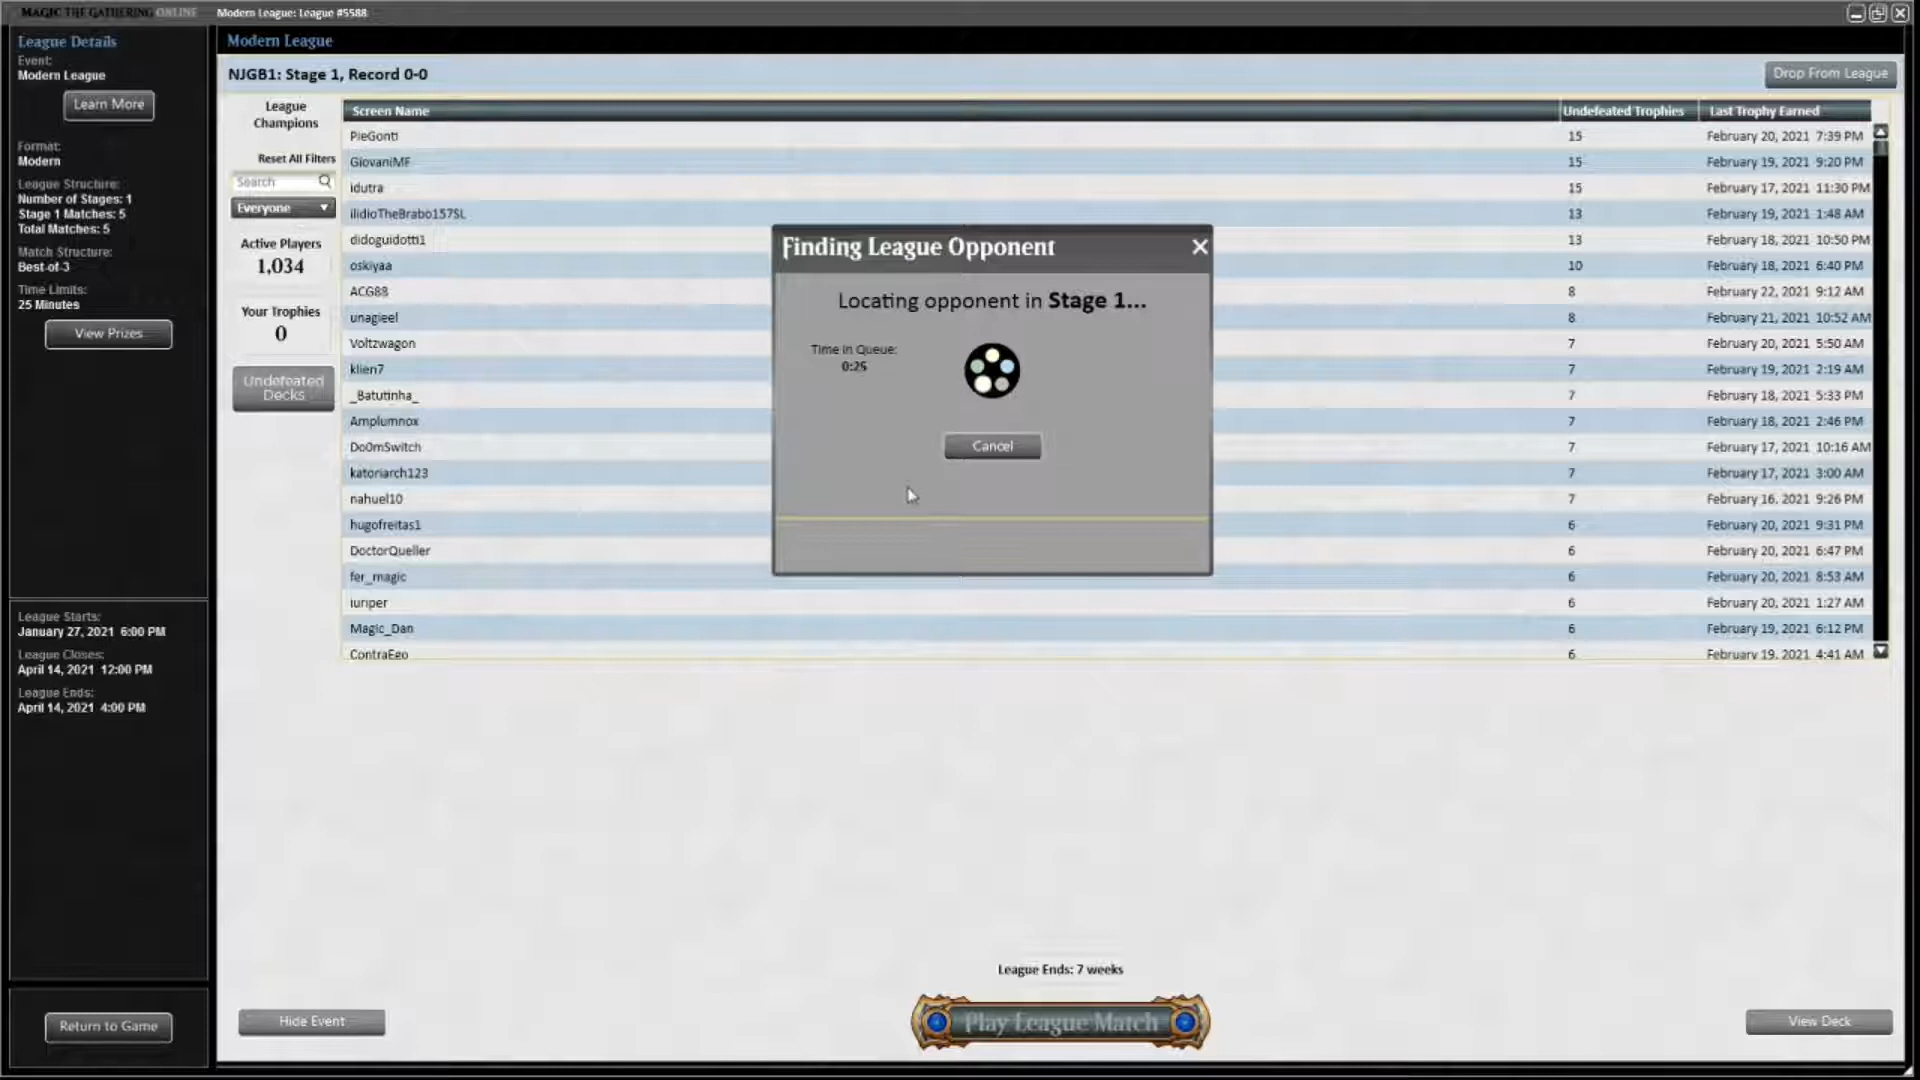 MAGIC THE GATHERING ONLINE
Modern League: League #5588
League Details
Event:
Modern League
Learn More
Format:
Modern
League Structure:
Number of Stages: 1
Stage 1 Matches: 5
Total Matches: 5
Match Structure:
Best-of-3
Time Limits:
25 Minutes
View Prizes
League Starts:
January 27, 2021 6:00 PM
League Closes:
April 14, 2021 12:00 PM
League Ends:
April 14, 2021 4:00 PM
Return to Game
Modern League
NJGB1: Stage 1, Record 0-0
Drop From League
League
Champions
Reset All Filters
Search
Everyone
Active Players
1,034
Your Trophies
0
Undefeated
Decks
Screen Name Undefeated Trophies Last Trophy Earned
PieGonti 15 February 20, 2021 7:39 PM
GiovaniMF 15 February 19, 2021 9:20 PM
idutra 15 February 17, 2021 11:30 PM
ilidioTheBrabo157SL 13 February 19, 2021 1:48 AM
didoguidotti1 13 February 18, 2021 10:50 PM
oskiyaa 10 February 18, 2021 6:40 PM
ACG88 8 February 22, 2021 9:12 AM
unagieel 8 February 21, 2021 10:52 AM
Voltzwagon 7 February 20, 2021 5:50 AM
klien7 7 February 19, 2021 2:19 AM
_Batutinha_ 7 February 18, 2021 5:33 PM
Amplumnox 7 February 18, 2021 2:46 PM
Do0mSwitch 7 February 17, 2021 10:16 AM
katoriarch123 7 February 17, 2021 3:00 AM
nahuel10 7 February 16, 2021 9:26 PM
hugofreitas1 6 February 20, 2021 9:31 PM
DoctorQueller 6 February 20, 2021 6:47 PM
fer_magic 6 February 20, 2021 8:53 AM
iuriper 6 February 20, 2021 1:27 AM
Magic_Dan 6 February 19, 2021 6:12 PM
ContraEgo 6 February 19, 2021 4:41 AM
Finding League Opponent
Locating opponent in Stage 1...
Time in Queue:
0:25
Cancel
League Ends: 7 weeks
Hide Event
Play League Match
View Deck